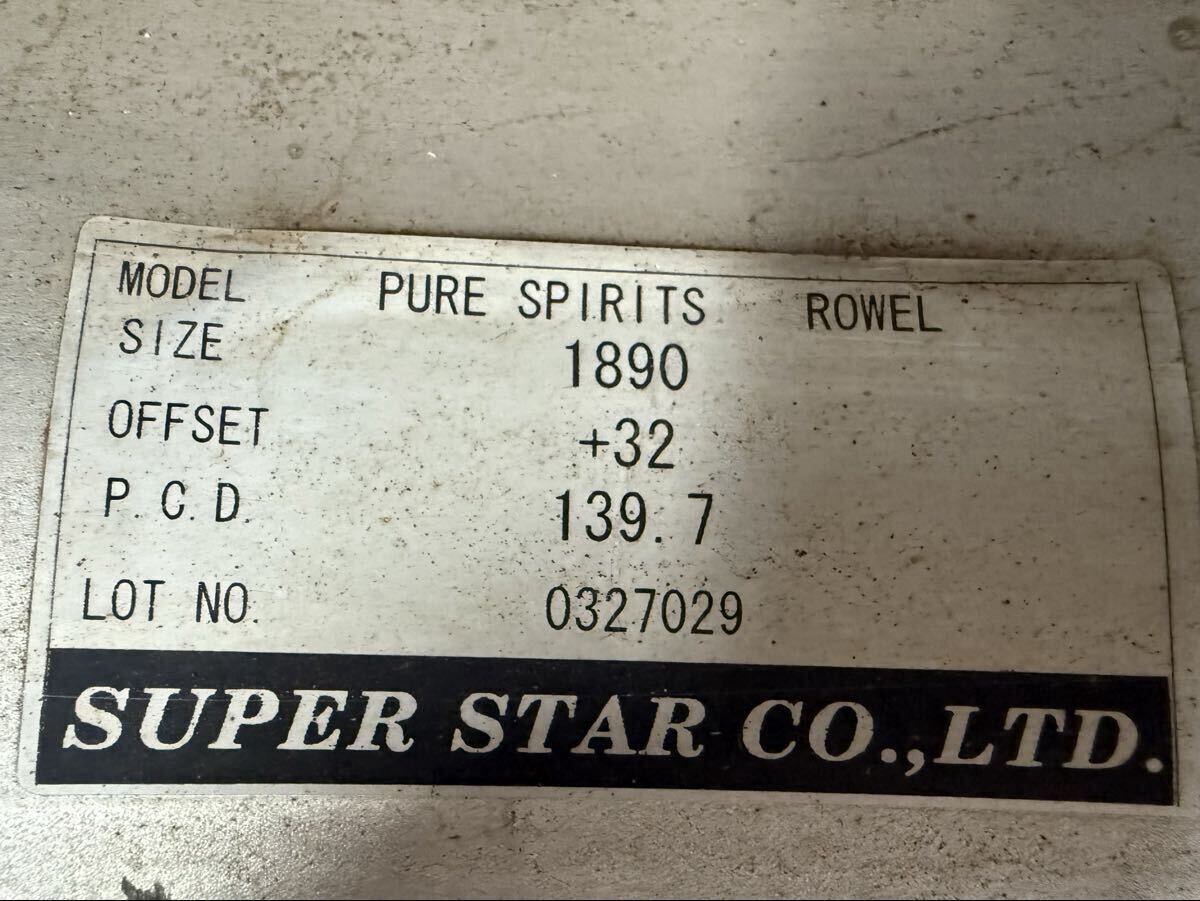 MODEL PURE SPIRITS ROWEL
SIZE 1890
OFFSET +32
P.C.D. 139.7
LOT NO. 0327029
SUPER STAR CO.,LTD.